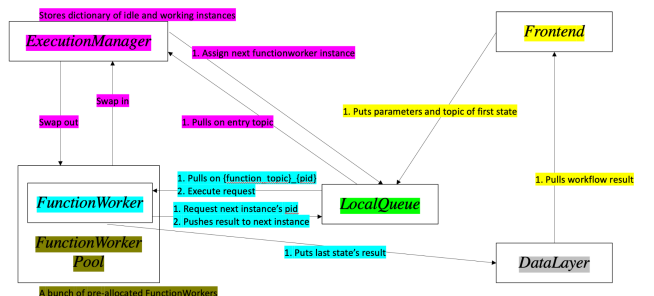 Stores dictionary of idle and working instances
ExecutionManager
Frontend
1. Assign next functionworker instance
Swap in
1. Puts parameters and topic of first state
Swap out
1. Pulls on entry topic
1. Pulls on {function_topic}_{pid}
2. Execute request
1. Pulls workflow result
FunctionWorker
LocalQueue
1. Request next instance's pid
2. Pushes result to next instance
FunctionWorker
Pool
1. Puts last state's result
DataLayer
A bunch of pre-allocated FunctionWorkers